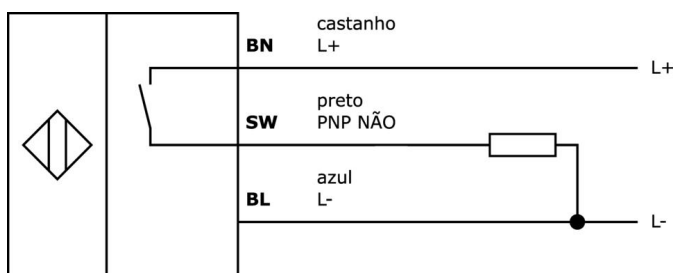 castanho
BN L+
L+
preto
SW PNP NÃO
azul
BL L-
L-